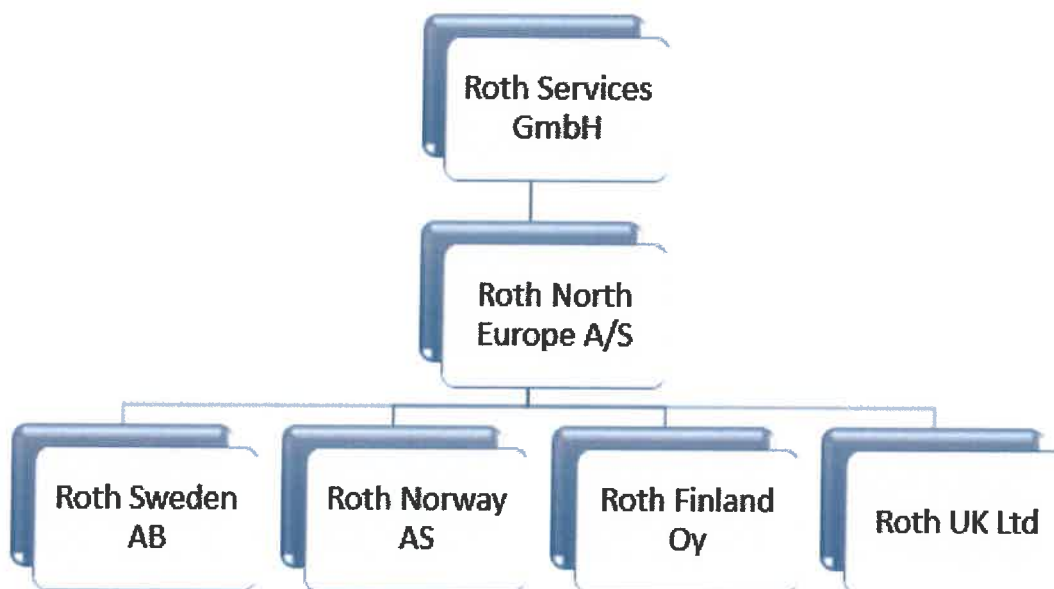 Roth Services
GmbH
Roth North
Europe A/S
Roth Sweden
AB
Roth Norway
AS
Roth Finland
Oy
Roth UK Ltd